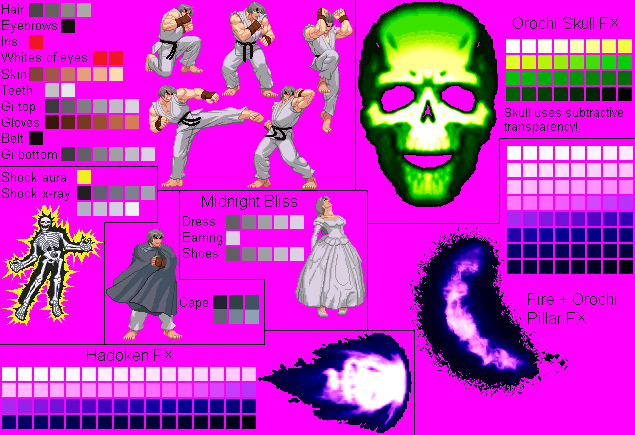 Hair
Eyebrows
Iris
Whites of eyes
Skin
Teeth
Gi top
Gloves
Belt
Gi bottom
Shock aura
Shock x-ray
Midnight Bliss
Dress
Earring
Shoes
Cape
Orochi Skull FX
Skull uses subtractive
transparency!
Fire + Orochi
Pillar FX
Hadoken FX